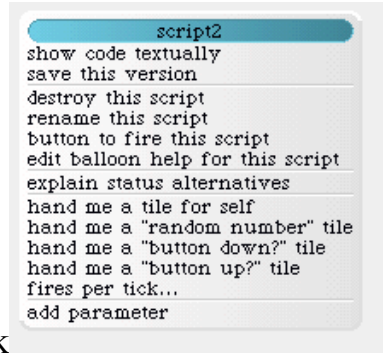 script2
show code textually
save this version
destroy this script
rename this script
button to fire this script
edit balloon help for this script
explain status alternatives
hand me a tile for self
hand me a "random number" tile
hand me a "button down?" tile
hand me a "button up?" tile
fires per tick...
add parameter